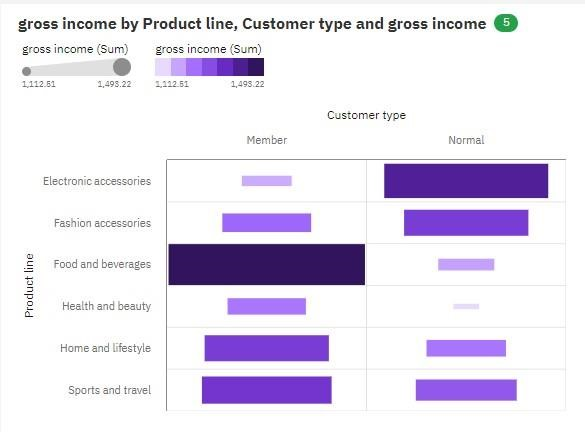 gross income by Product line, Customer type and gross income 5
gross income (Sum) gross income (Sum)
1,112.51 1,493.22 1,112.51 1,493.22
Customer type
Member Normal
Product line
Electronic accessories
Fashion accessories
Food and beverages
Health and beauty
Home and lifestyle
Sports and travel